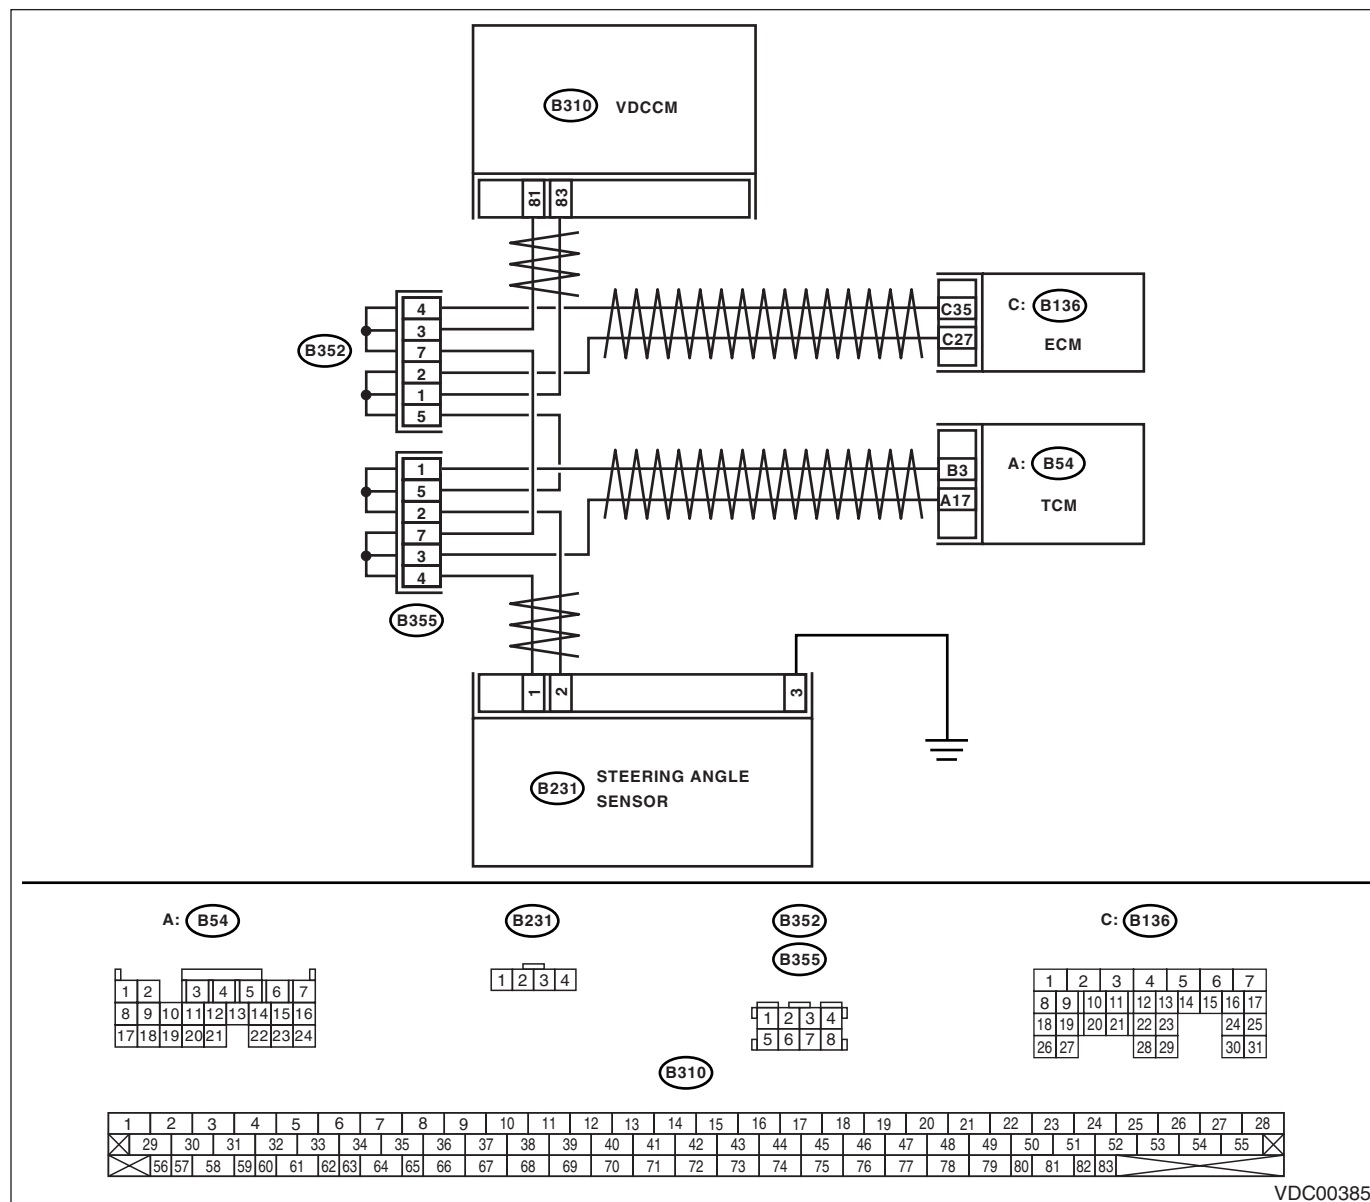 B310 VDCCM
81 83
4
3
7
2
1
5
B352
C35
C27
C: B136
ECM
1
5
2
7
3
4
B355
B3
A17
A: B54
TCM
1 2 3
B231 STEERING ANGLE
SENSOR
A: B54
B231
B352
B355
C: B136
1 2 3 4 5 6 7
8 9 10 11 12 13 14 15 16
17 18 19 20 21 22 23 24
1 2 3 4
1 2 3 4
5 6 7 8
1 2 3 4 5 6 7
8 9 10 11 12 13 14 15 16 17
18 19 20 21 22 23 24 25
26 27 28 29 30 31
B310
1 2 3 4 5 6 7 8 9 10 11 12 13 14 15 16 17 18 19 20 21 22 23 24 25 26 27 28
29 30 31 32 33 34 35 36 37 38 39 40 41 42 43 44 45 46 47 48 49 50 51 52 53 54 55
56 57 58 59 60 61 62 63 64 65 66 67 68 69 70 71 72 73 74 75 76 77 78 79 80 81 82 83
VDC00385